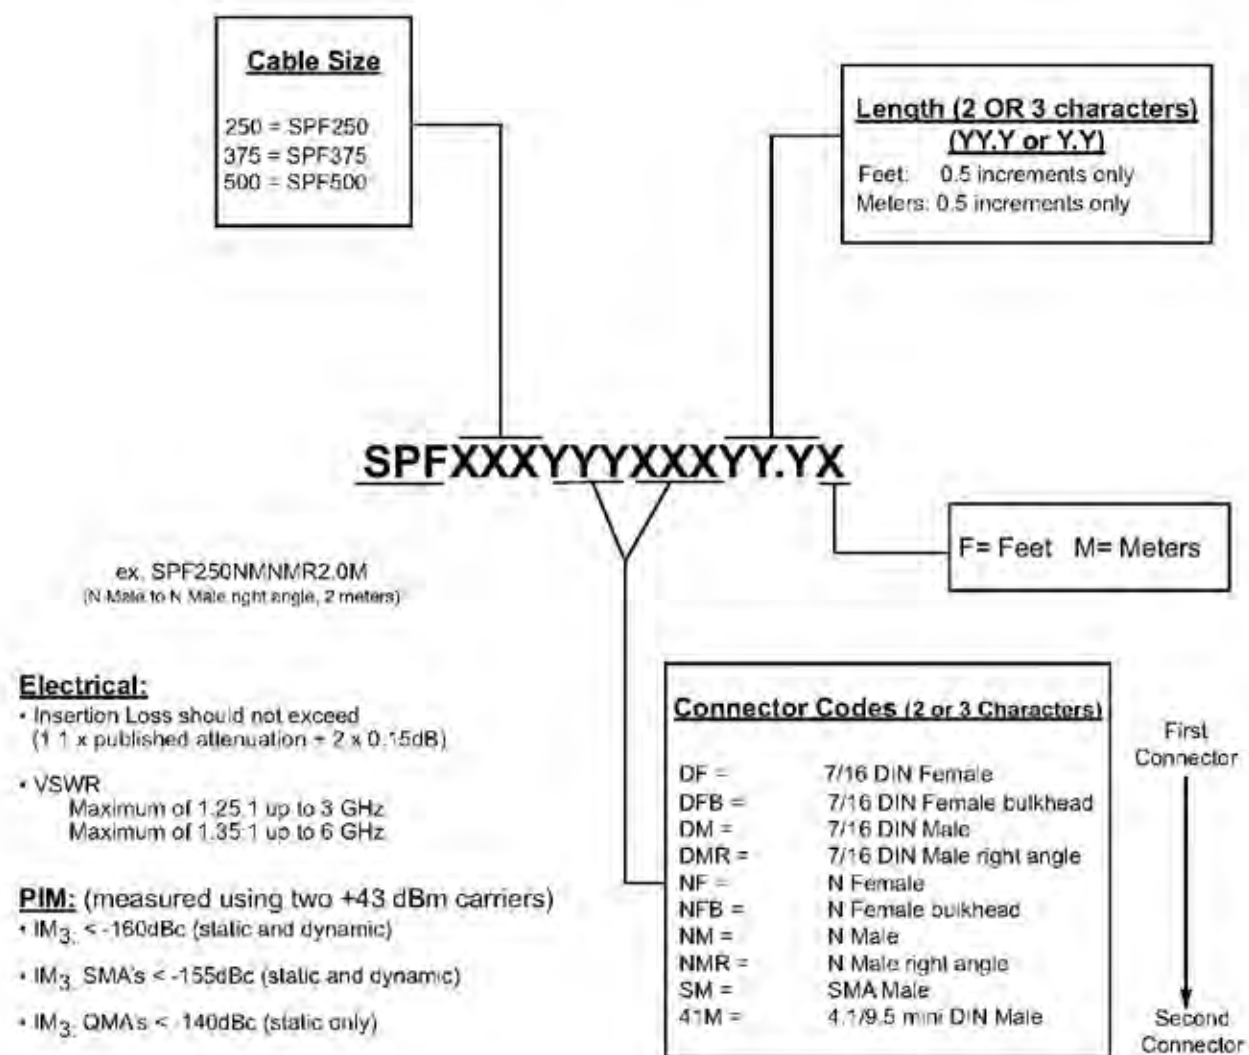 Cable Size
250 = SPF250
375 = SPF375
500 = SPF500
Length (2 OR 3 characters)
(YY.Y or Y.Y)
Feet: 0.5 increments only
Meters: 0.5 increments only
SPFXXXYYYXXXYY.YX
F= Feet M= Meters
ex. SPF250NMNMR2.0M
(N Male to N Male right angle, 2 meters)
Electrical:
• Insertion Loss should not exceed
(1.1 x published attenuation + 2 x 0.15dB)
• VSWR
Maximum of 1.25:1 up to 3 GHz
Maximum of 1.35:1 up to 6 GHz
PIM: (measured using two +43 dBm carriers)
• IM3: < -160dBc (static and dynamic)
• IM3: SMA's < -155dBc (static and dynamic)
• IM3: QMA's < -140dBc (static only)
Connector Codes (2 or 3 Characters)
DF = 7/16 DIN Female
DFB = 7/16 DIN Female bulkhead
DM = 7/16 DIN Male
DMR = 7/16 DIN Male right angle
NF = N Female
NFB = N Female bulkhead
NM = N Male
NMR = N Male right angle
SM = SMA Male
41M = 4.1/9.5 mini DIN Male
First
Connector
Second
Connector